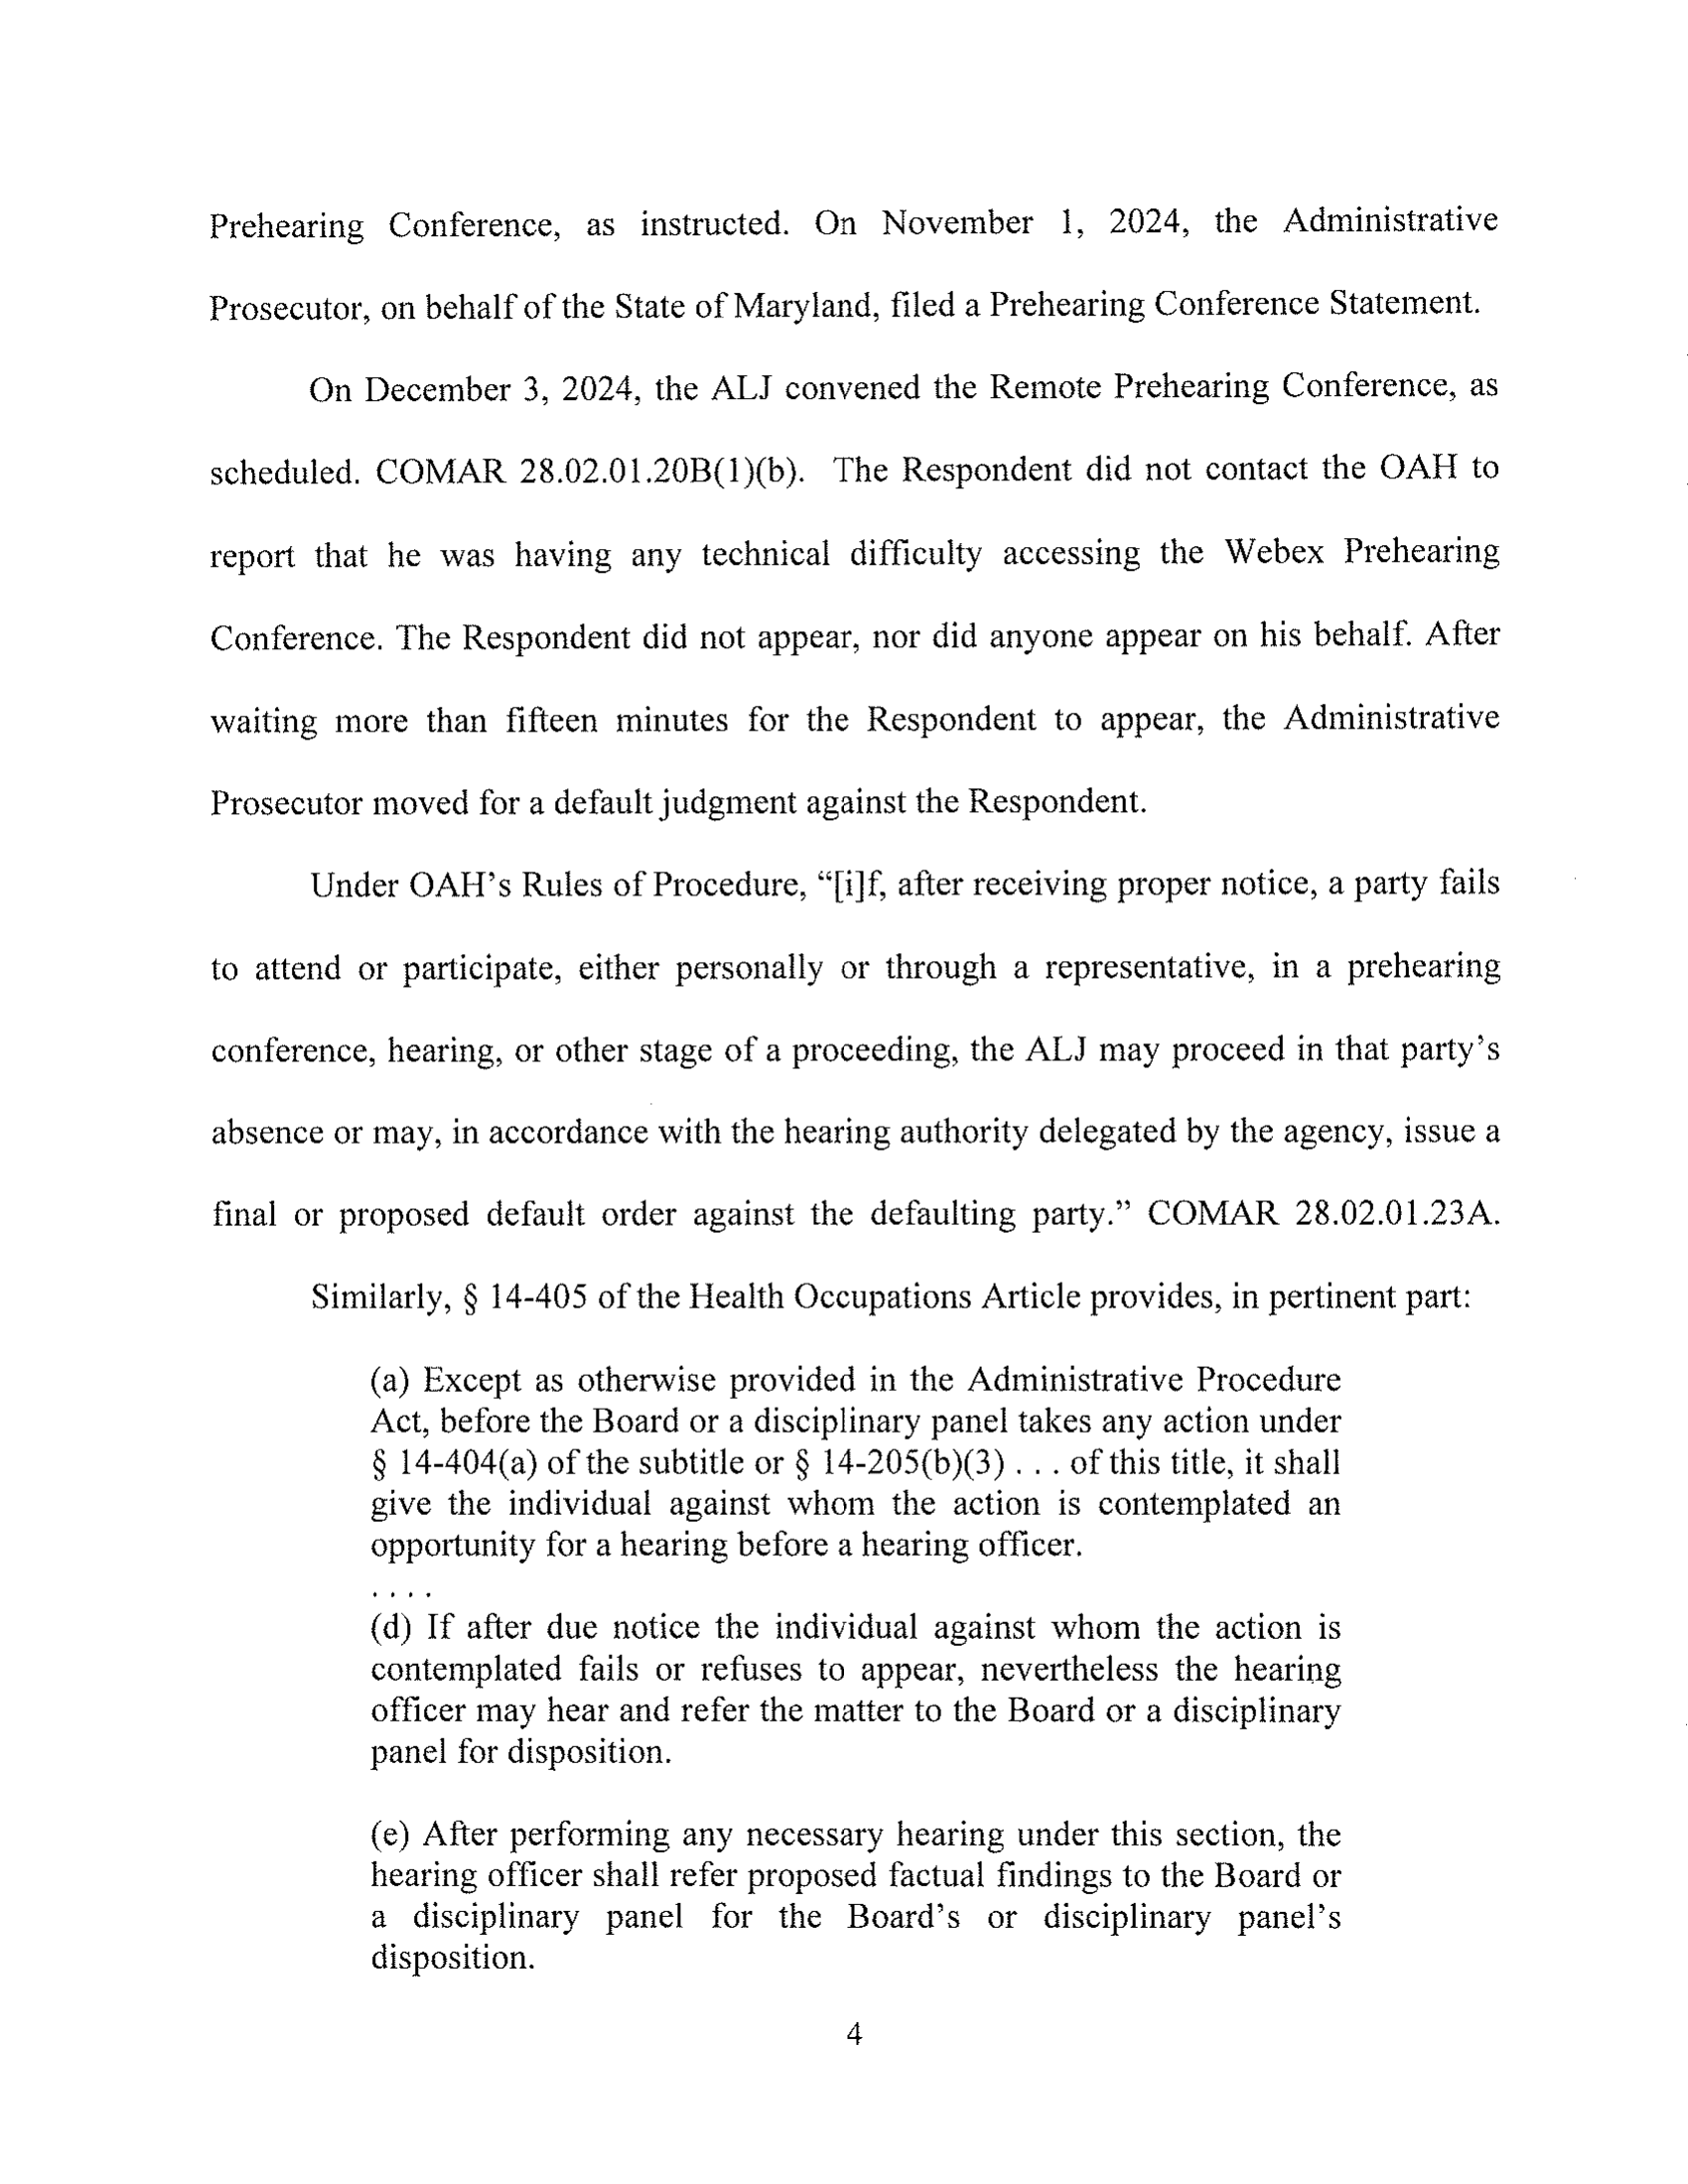 Prehearing Conference, as instructed. On November 1, 2024, the Administrative
Prosecutor, on behalf of the State of Maryland, filed a Prehearing Conference Statement.
On December 3, 2024, the ALJ convened the Remote Prehearing Conference, as
scheduled. COMAR 28.02.01.20B(1)(b). The Respondent did not contact the OAH to
report that he was having any technical difficulty accessing the Webex Prehearing
Conference. The Respondent did not appear, nor did anyone appear on his behalf. After
waiting more than fifteen minutes for the Respondent to appear, the Administrative
Prosecutor moved for a default judgment against the Respondent.
Under OAH's Rules of Procedure, “[i]f, after receiving proper notice, a party fails
to attend or participate, either personally or through a representative, in a prehearing
conference, hearing, or other stage of a proceeding, the ALJ may proceed in that party's
absence or may, in accordance with the hearing authority delegated by the agency, issue a
final or proposed default order against the defaulting party.” COMAR 28.02.01.23A.
Similarly, § 14-405 of the Health Occupations Article provides, in pertinent part:
(a) Except as otherwise provided in the Administrative Procedure
Act, before the Board or a disciplinary panel takes any action under
§ 14-404(a) of the subtitle or § 14-205(b)(3) . . . of this title, it shall
give the individual against whom the action is contemplated an
opportunity for a hearing before a hearing officer.
. . . .
(d) If after due notice the individual against whom the action is
contemplated fails or refuses to appear, nevertheless the hearing
officer may hear and refer the matter to the Board or a disciplinary
panel for disposition.
(e) After performing any necessary hearing under this section, the
hearing officer shall refer proposed factual findings to the Board or
a disciplinary panel for the Board's or disciplinary panel's
disposition.
4